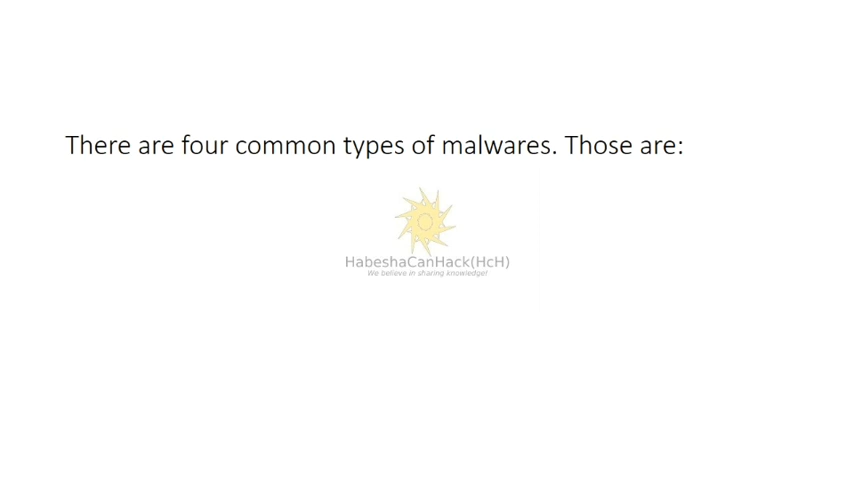 There are four common types of malwares. Those are:
HabeshaCanHack(HcH)
We believe in sharing knowledge!